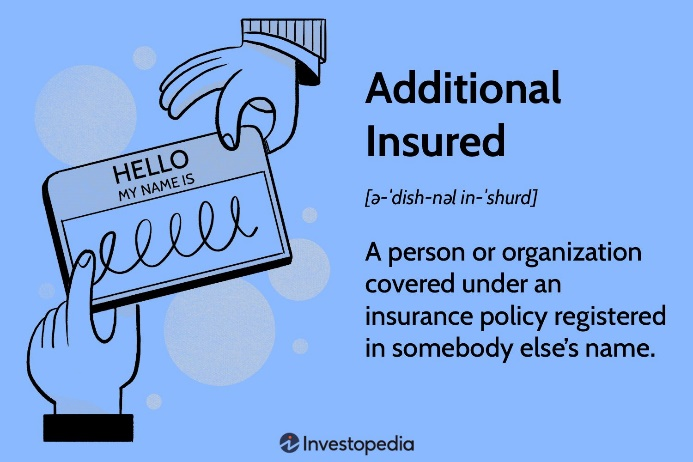 HELLO
MY NAME IS
Additional
Insured
[ə-ˈdish-nəl in-ˈshurd]
A person or organization
covered under an
insurance policy registered
in somebody else's name.
Investopedia